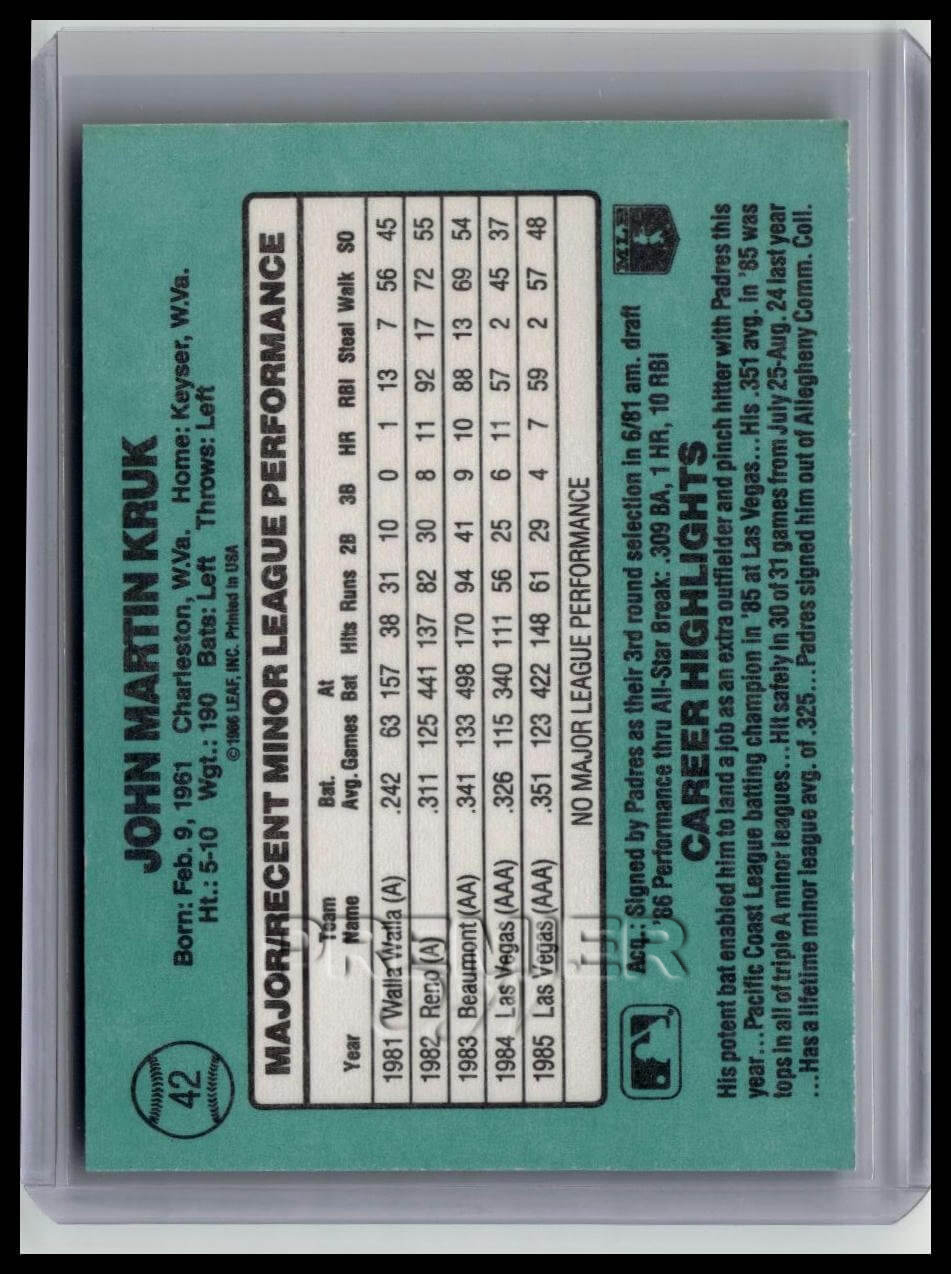 42
JOHN MARTIN KRUK
Born: Feb. 9, 1961 Charleston, W.Va. Home: Keyser, W.Va.
Ht.: 5-10 Wgt.: 190 Bats: Left Throws: Left
© 1986 LEAF, INC. Printed in USA
MAJOR/RECENT MINOR LEAGUE PERFORMANCE
Team Bat. At
Year Name Avg. Games Bat Hits Runs 2B 3B HR RBI Steal Walk SO
1981 Walla Walla (A) .242 63 157 38 31 10 0 1 13 7 56 45
1982 Reno (A) .311 125 441 137 82 30 8 11 92 17 72 55
1983 Beaumont (AA) .341 133 498 170 94 41 9 10 88 13 69 54
1984 Las Vegas (AAA) .326 115 340 111 56 25 6 11 57 2 45 37
1985 Las Vegas (AAA) .351 123 422 148 61 29 4 7 59 2 57 48
NO MAJOR LEAGUE PERFORMANCE
Acq.: Signed by Padres as their 3rd round selection in 6/81 am. draft
'86 Performance thru All-Star Break: .309 BA, 1 HR, 10 RBI
MLB
CAREER HIGHLIGHTS
His potent bat enabled him to land a job as an extra outfielder and pinch hitter with Padres this
year...Pacific Coast League batting champion in '85 at Las Vegas...His .351 avg. in '85 was
tops in all of triple A minor leagues...Hit safely in 30 of 31 games from July 25-Aug. 24 last year
...Has a lifetime minor league avg. of .325...Padres signed him out of Allegheny Comm. Coll.
PREMIER